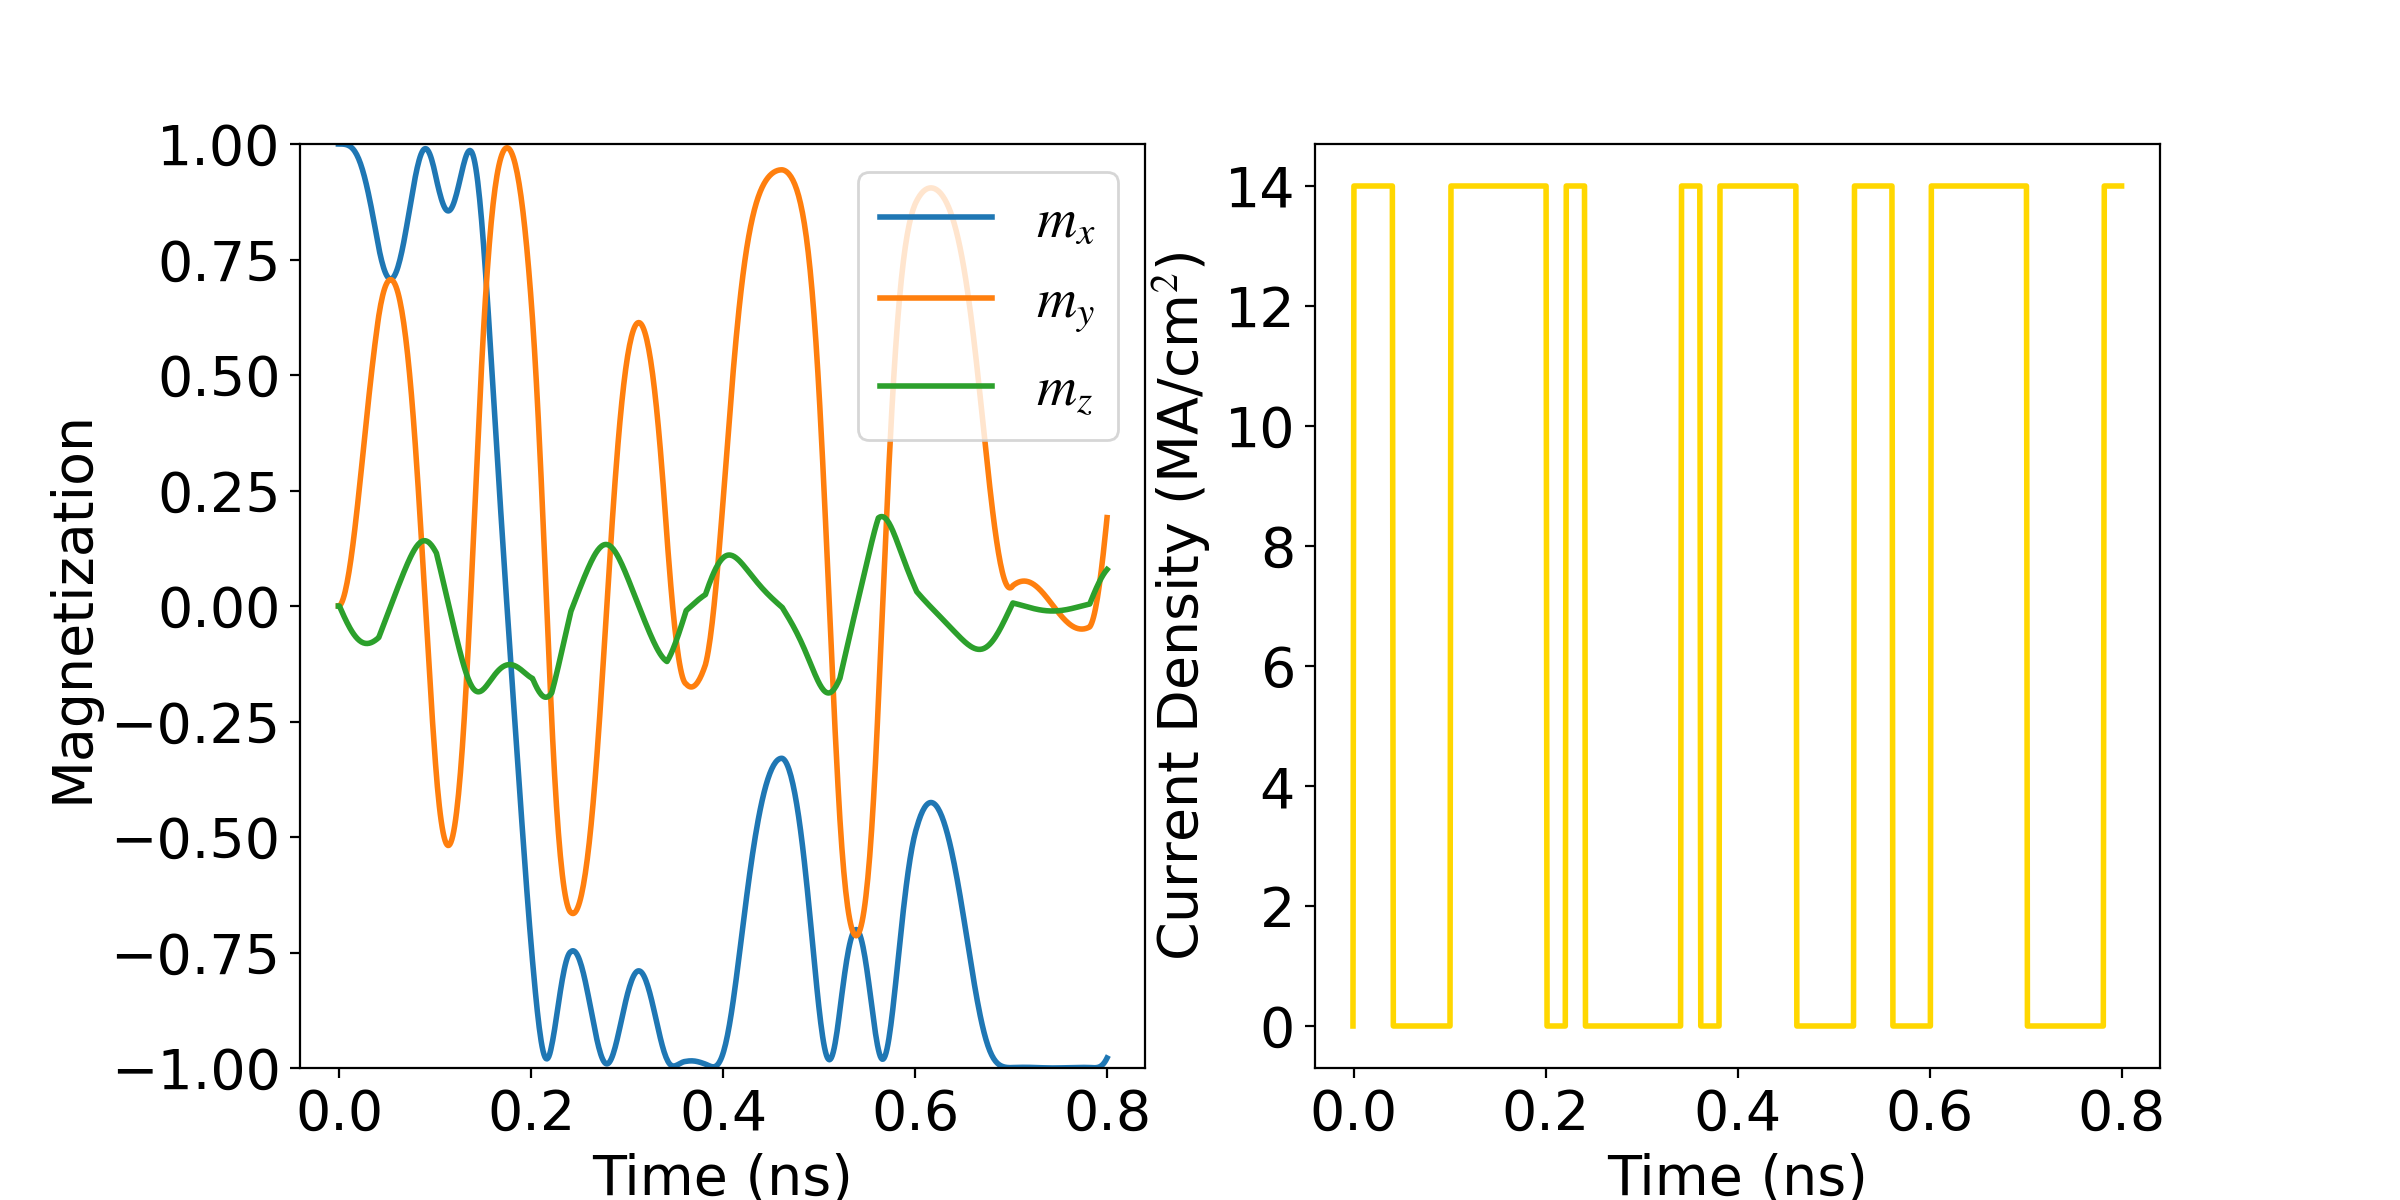 Magnetization
1.00
0.75
0.50
0.25
0.00
−0.25
−0.50
−0.75
−1.00
0.0 0.2 0.4 0.6 0.8
Time (ns)
m_x
m_y
m_z
Current Density (MA/cm²)
14
12
10
8
6
4
2
0
0.0 0.2 0.4 0.6 0.8
Time (ns)